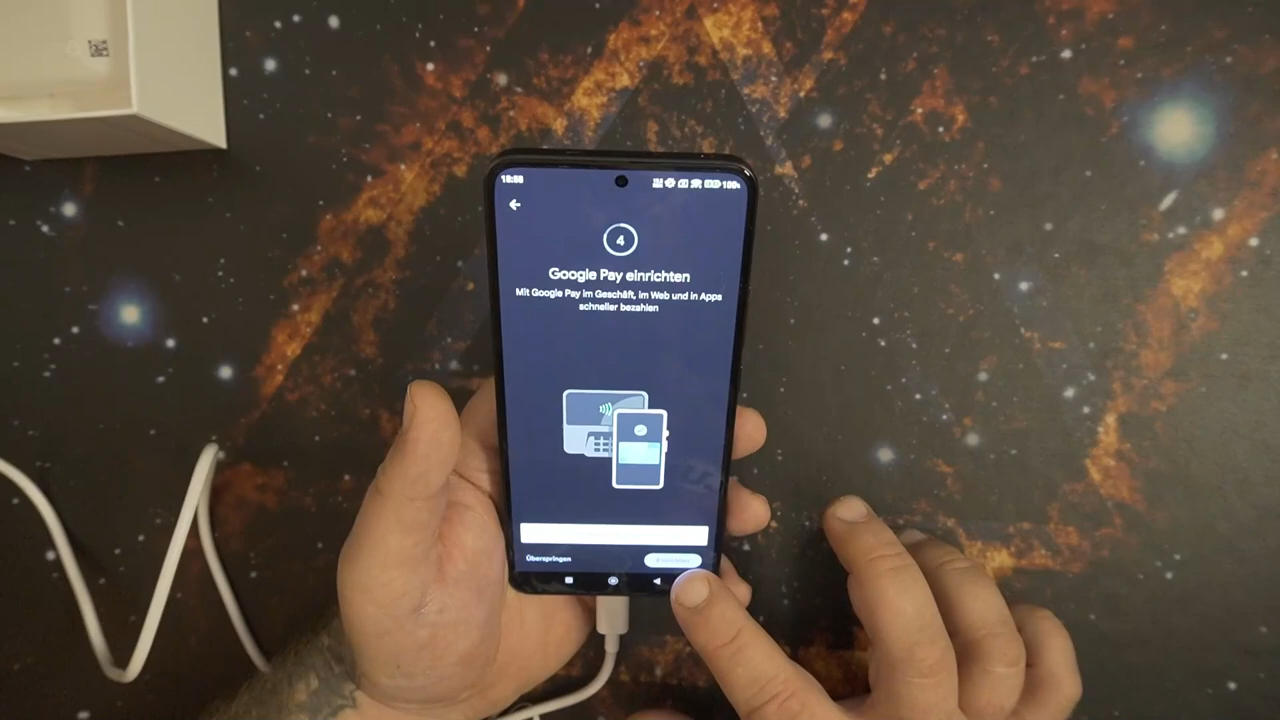 4
Google Pay einrichten
Mit Google Pay im Geschäft, im Web und in Apps
schneller bezahlen
Überspringen